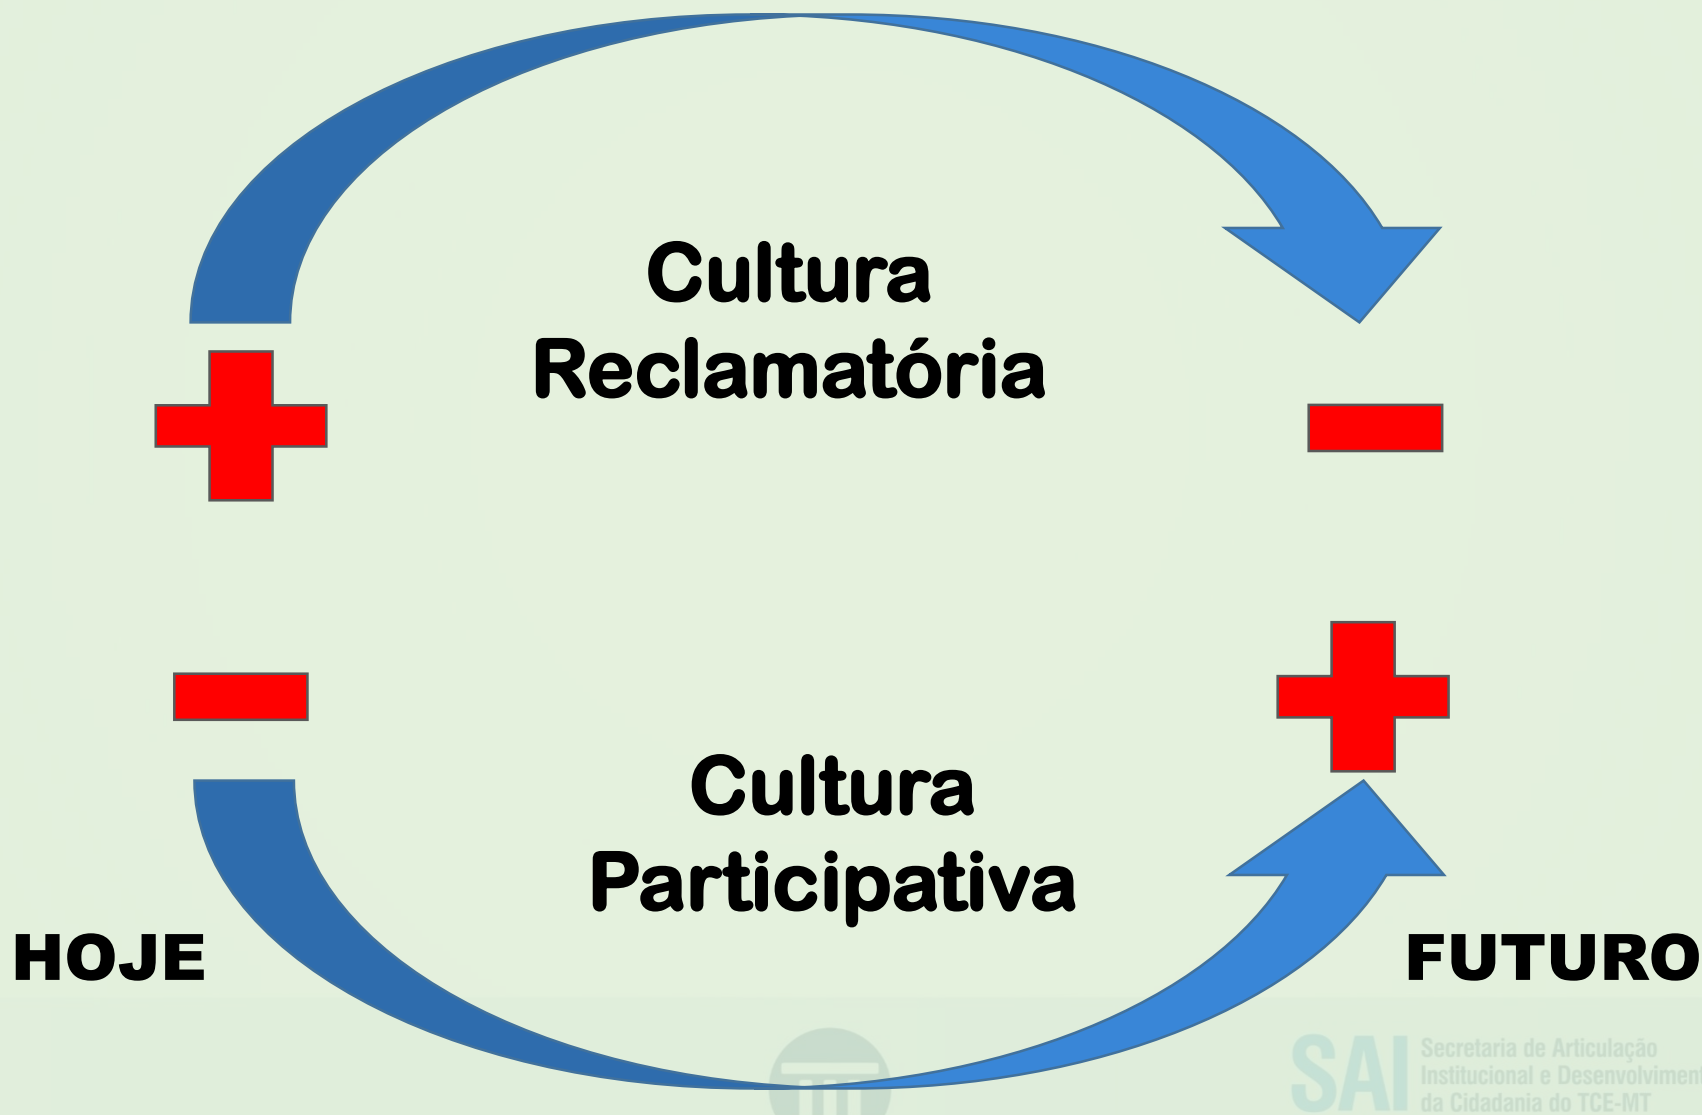 Cultura
Reclamatória
Cultura
Participativa
HOJE
FUTURO
SAI
Secretaria de Articulação
Institucional e Desenvolviment
da Cidadania do TCE-MT